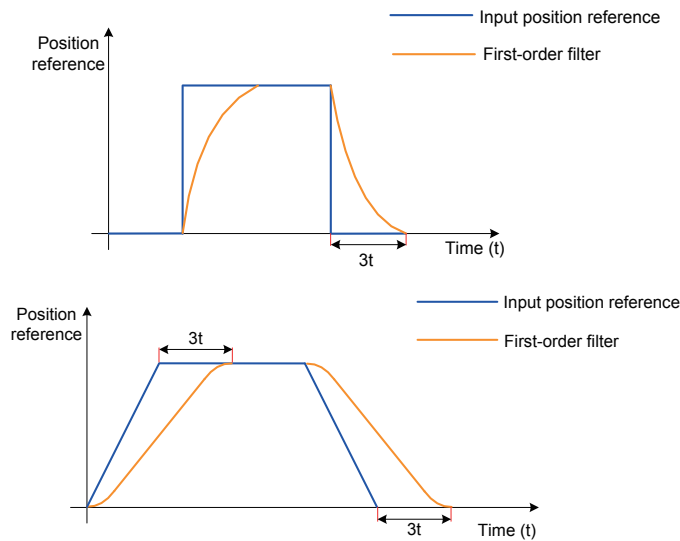 Input position reference
First-order filter
Position
reference
Time (t)
3t
Input position reference
First-order filter
Position
reference
3t
3t
Time (t)